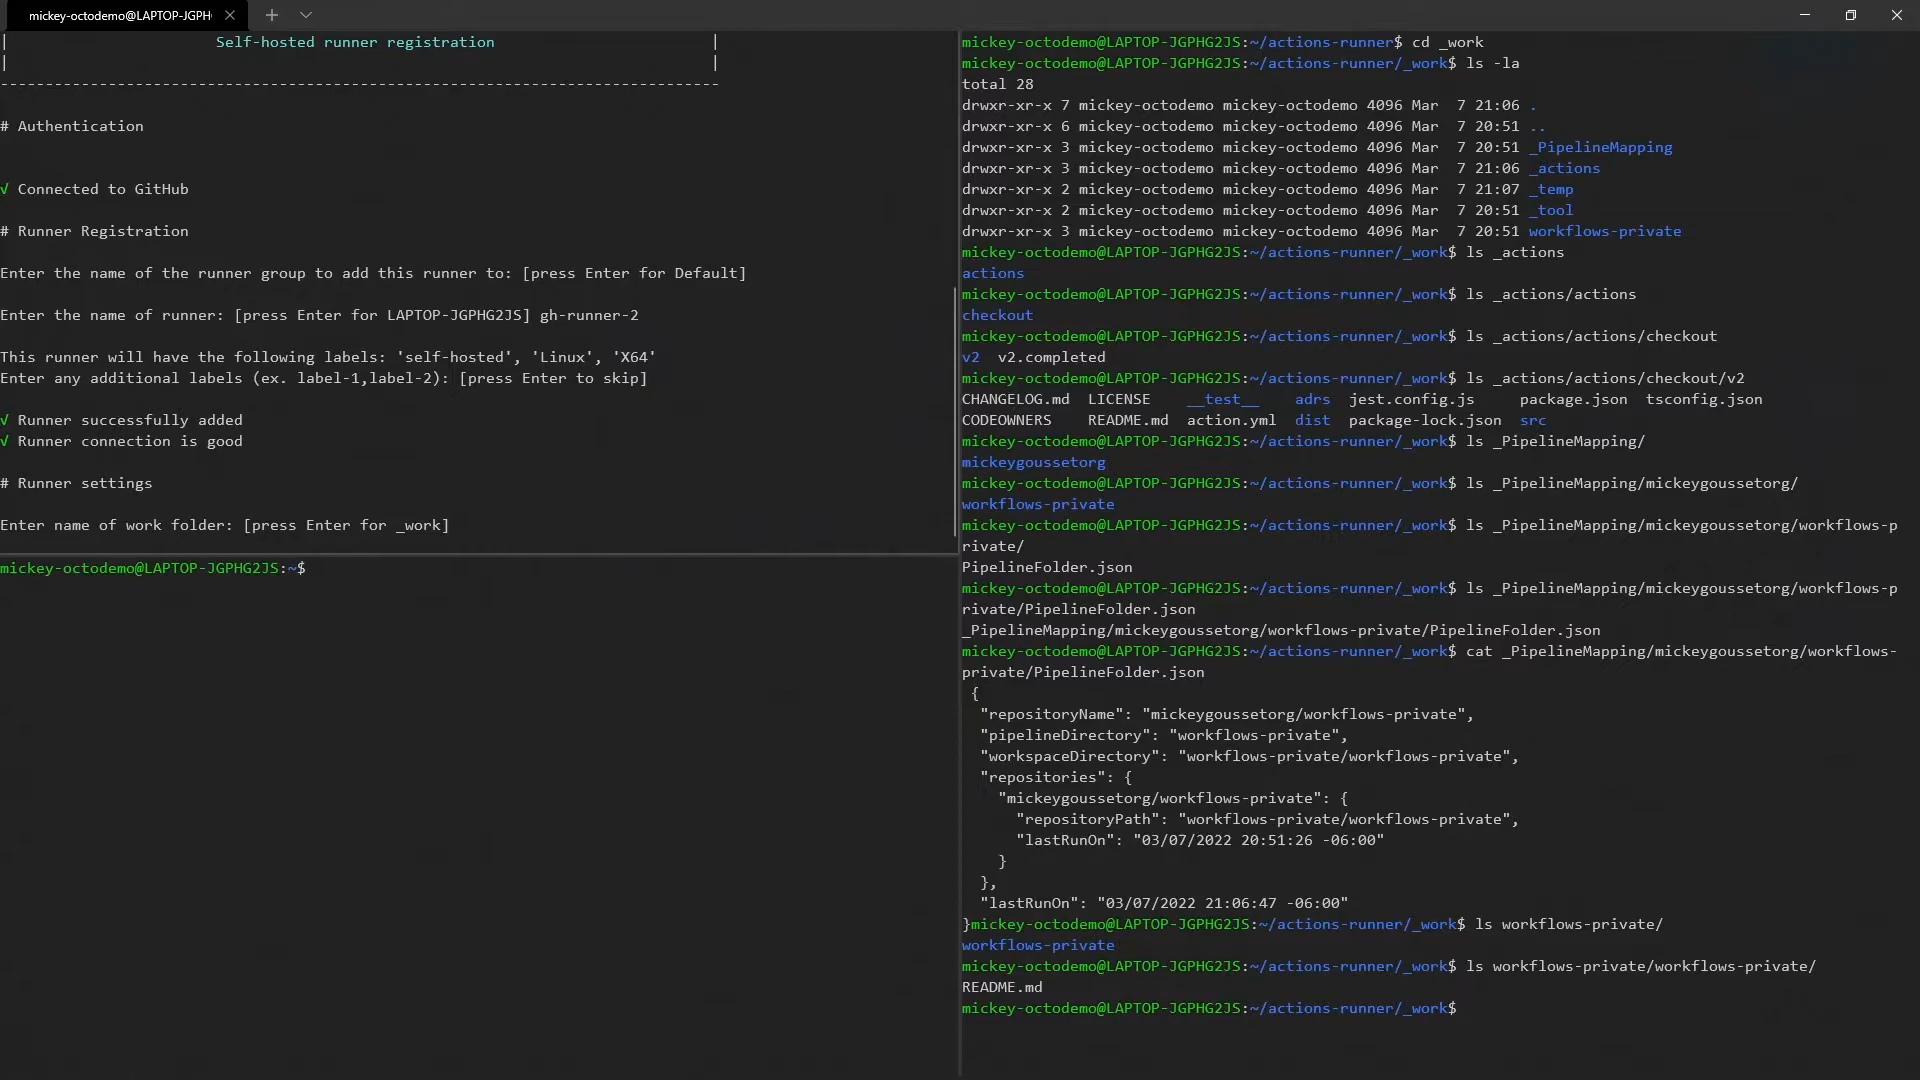 mickey-octodemo@LAPTOP-JGPH
| Self-hosted runner registration |
| |
--------------------------------------------------------------------------------
# Authentication
√ Connected to GitHub
# Runner Registration
Enter the name of the runner group to add this runner to: [press Enter for Default]
Enter the name of runner: [press Enter for LAPTOP-JGPHG2JS] gh-runner-2
This runner will have the following labels: 'self-hosted', 'Linux', 'X64'
Enter any additional labels (ex. label-1,label-2): [press Enter to skip]
√ Runner successfully added
√ Runner connection is good
# Runner settings
Enter name of work folder: [press Enter for _work]
mickey-octodemo@LAPTOP-JGPHG2JS:~$
mickey-octodemo@LAPTOP-JGPHG2JS:~/actions-runner$ cd _work
mickey-octodemo@LAPTOP-JGPHG2JS:~/actions-runner/_work$ ls -la
total 28
drwxr-xr-x 7 mickey-octodemo mickey-octodemo 4096 Mar  7 21:06 .
drwxr-xr-x 6 mickey-octodemo mickey-octodemo 4096 Mar  7 20:51 ..
drwxr-xr-x 3 mickey-octodemo mickey-octodemo 4096 Mar  7 20:51 _PipelineMapping
drwxr-xr-x 3 mickey-octodemo mickey-octodemo 4096 Mar  7 21:06 _actions
drwxr-xr-x 2 mickey-octodemo mickey-octodemo 4096 Mar  7 21:07 _temp
drwxr-xr-x 2 mickey-octodemo mickey-octodemo 4096 Mar  7 20:51 _tool
drwxr-xr-x 3 mickey-octodemo mickey-octodemo 4096 Mar  7 20:51 workflows-private
mickey-octodemo@LAPTOP-JGPHG2JS:~/actions-runner/_work$ ls _actions
actions
mickey-octodemo@LAPTOP-JGPHG2JS:~/actions-runner/_work$ ls _actions/actions
checkout
mickey-octodemo@LAPTOP-JGPHG2JS:~/actions-runner/_work$ ls _actions/actions/checkout
v2  v2.completed
mickey-octodemo@LAPTOP-JGPHG2JS:~/actions-runner/_work$ ls _actions/actions/checkout/v2
CHANGELOG.md  LICENSE    __test__    adrs  jest.config.js     package.json  tsconfig.json
CODEOWNERS    README.md  action.yml  dist  package-lock.json  src
mickey-octodemo@LAPTOP-JGPHG2JS:~/actions-runner/_work$ ls _PipelineMapping/
mickeygoussetorg
mickey-octodemo@LAPTOP-JGPHG2JS:~/actions-runner/_work$ ls _PipelineMapping/mickeygoussetorg/
workflows-private
mickey-octodemo@LAPTOP-JGPHG2JS:~/actions-runner/_work$ ls _PipelineMapping/mickeygoussetorg/workflows-p
rivate/
PipelineFolder.json
mickey-octodemo@LAPTOP-JGPHG2JS:~/actions-runner/_work$ ls _PipelineMapping/mickeygoussetorg/workflows-p
rivate/PipelineFolder.json
_PipelineMapping/mickeygoussetorg/workflows-private/PipelineFolder.json
mickey-octodemo@LAPTOP-JGPHG2JS:~/actions-runner/_work$ cat _PipelineMapping/mickeygoussetorg/workflows-
private/PipelineFolder.json
 {
  "repositoryName": "mickeygoussetorg/workflows-private",
  "pipelineDirectory": "workflows-private",
  "workspaceDirectory": "workflows-private/workflows-private",
  "repositories": {
    "mickeygoussetorg/workflows-private": {
      "repositoryPath": "workflows-private/workflows-private",
      "lastRunOn": "03/07/2022 20:51:26 -06:00"
    }
  },
  "lastRunOn": "03/07/2022 21:06:47 -06:00"
}mickey-octodemo@LAPTOP-JGPHG2JS:~/actions-runner/_work$ ls workflows-private/
workflows-private
mickey-octodemo@LAPTOP-JGPHG2JS:~/actions-runner/_work$ ls workflows-private/workflows-private/
README.md
mickey-octodemo@LAPTOP-JGPHG2JS:~/actions-runner/_work$